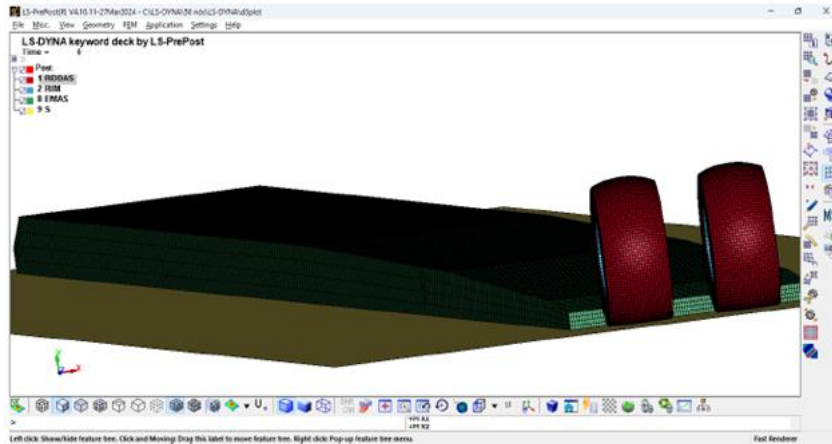 LS-PrePost(R) V4.10.11-27Mar2024 - C:\LS-DYNA\50 nós\LS-DYNA\d3plot
File Misc. View Geometry FEM Application Settings Help
LS-DYNA keyword deck by LS-PrePost
Time =
Post
1 RODAS
2 RIM
8 EMAS
9 S
Y
X
>
Left click: Show/hide feature tree. Click and Moving: Drag this label to move feature tree. Right click: Pop-up feature tree menu.
Fast Renderer